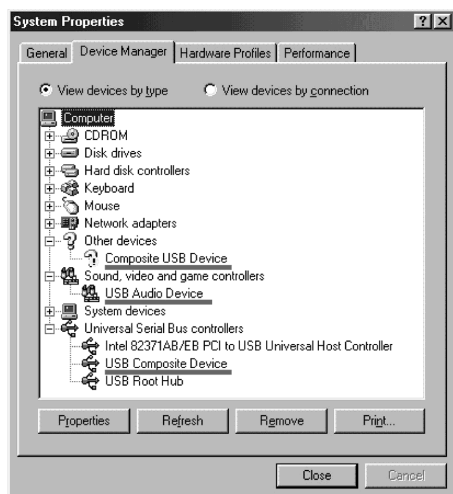 System Properties
General Device Manager Hardware Profiles Performance
View devices by type View devices by connection
Computer
CDROM
Disk drives
Hard disk controllers
Keyboard
Mouse
Network adapters
Other devices
Composite USB Device
Sound, video and game controllers
USB Audio Device
System devices
Universal Serial Bus controllers
Intel 82371AB/EB PCI to USB Universal Host Controller
USB Composite Device
USB Root Hub
Properties Refresh Remove Print...
Close Cancel